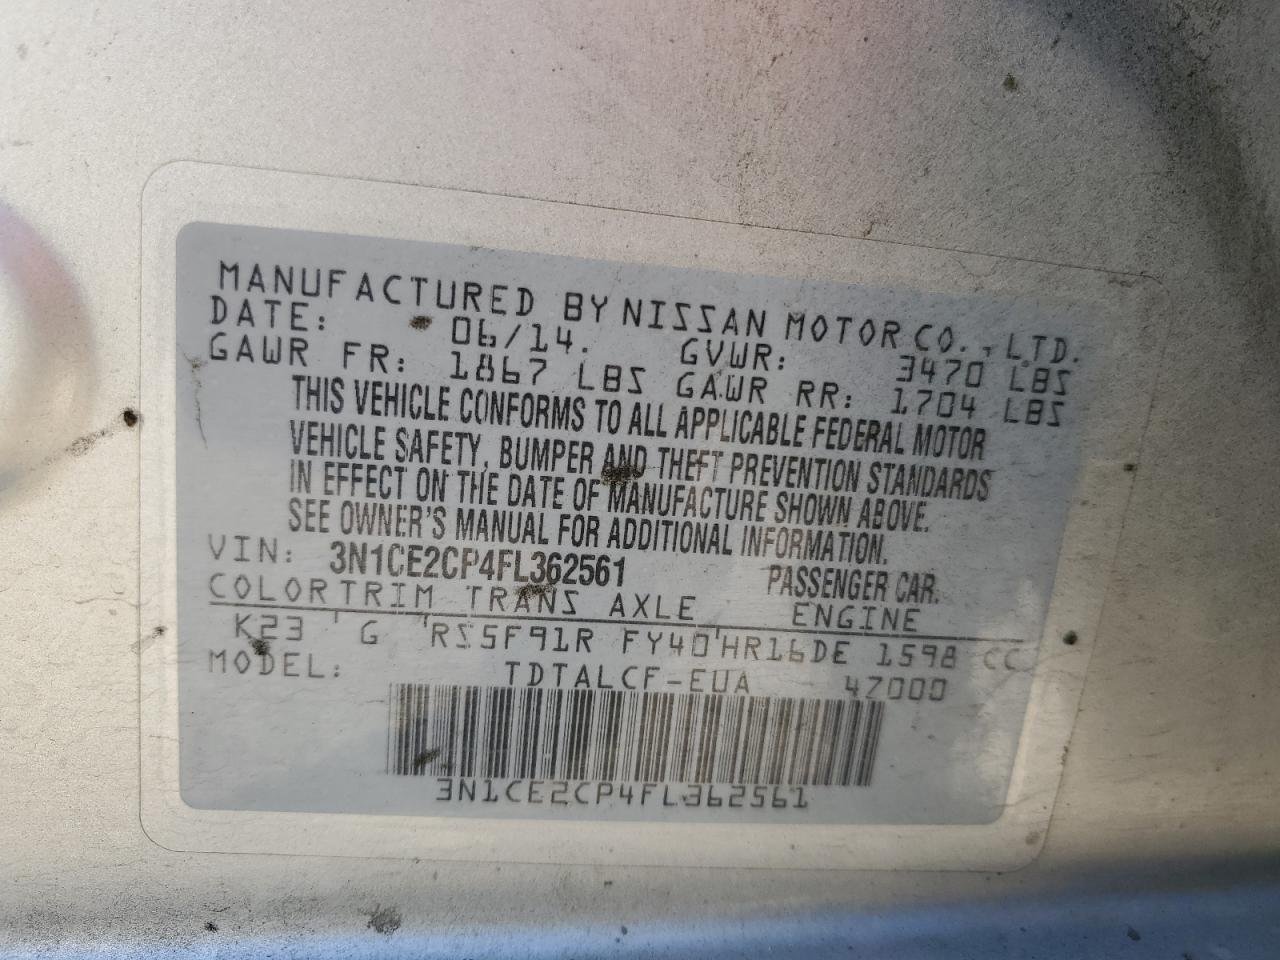 MANUFACTURED BY NISSAN MOTOR CO., LTD.
DATE: 06/14. GVWR: 3470 LBS
GAWR FR: 1867 LBS GAWR RR: 1704 LBS
THIS VEHICLE CONFORMS TO ALL APPLICABLE FEDERAL MOTOR
VEHICLE SAFETY, BUMPER AND THEFT PREVENTION STANDARDS
IN EFFECT ON THE DATE OF MANUFACTURE SHOWN ABOVE.
SEE OWNER'S MANUAL FOR ADDITIONAL INFORMATION.
VIN: 3N1CE2CP4FL362561 PASSENGER CAR.
COLOR TRIM TRANS AXLE ENGINE
K23 G RS5F91R FY40 HR16DE 1598 CC
MODEL: TDTALCF-EUA 47000
3N1CE2CP4FL362561